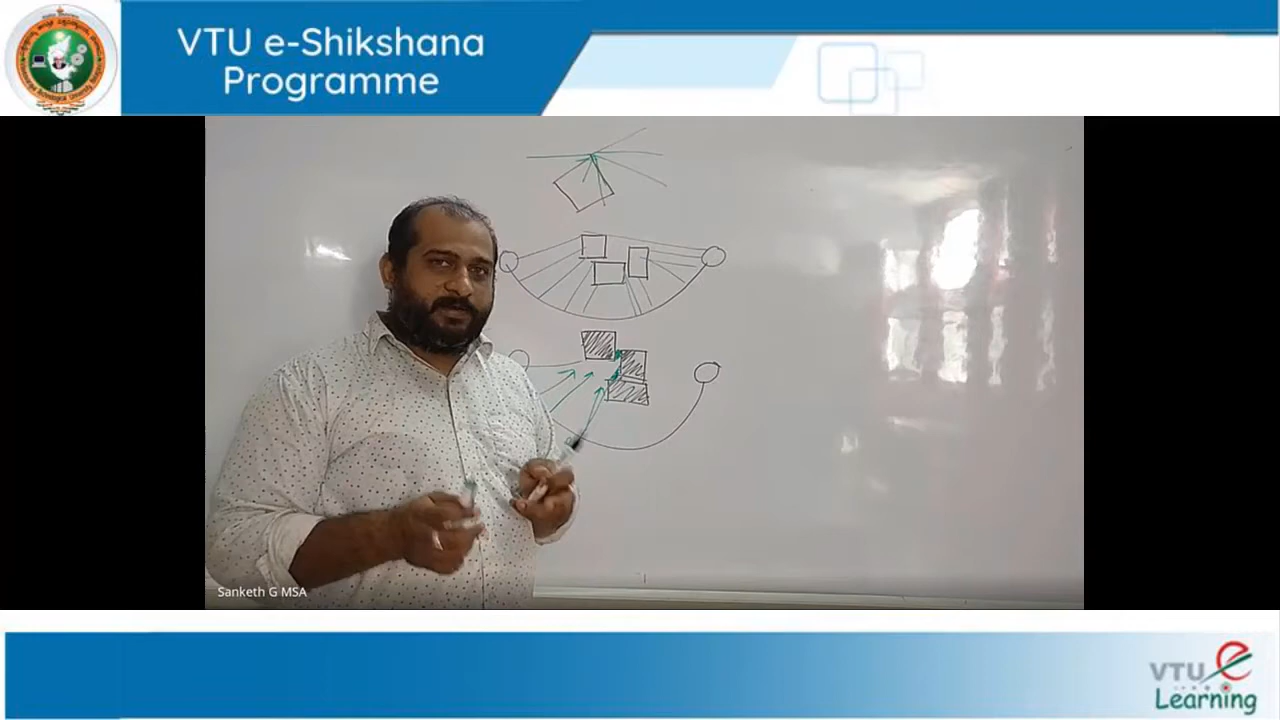 VTU e-Shikshana
Programme
Sanketh G MSA
VTU e
Learning